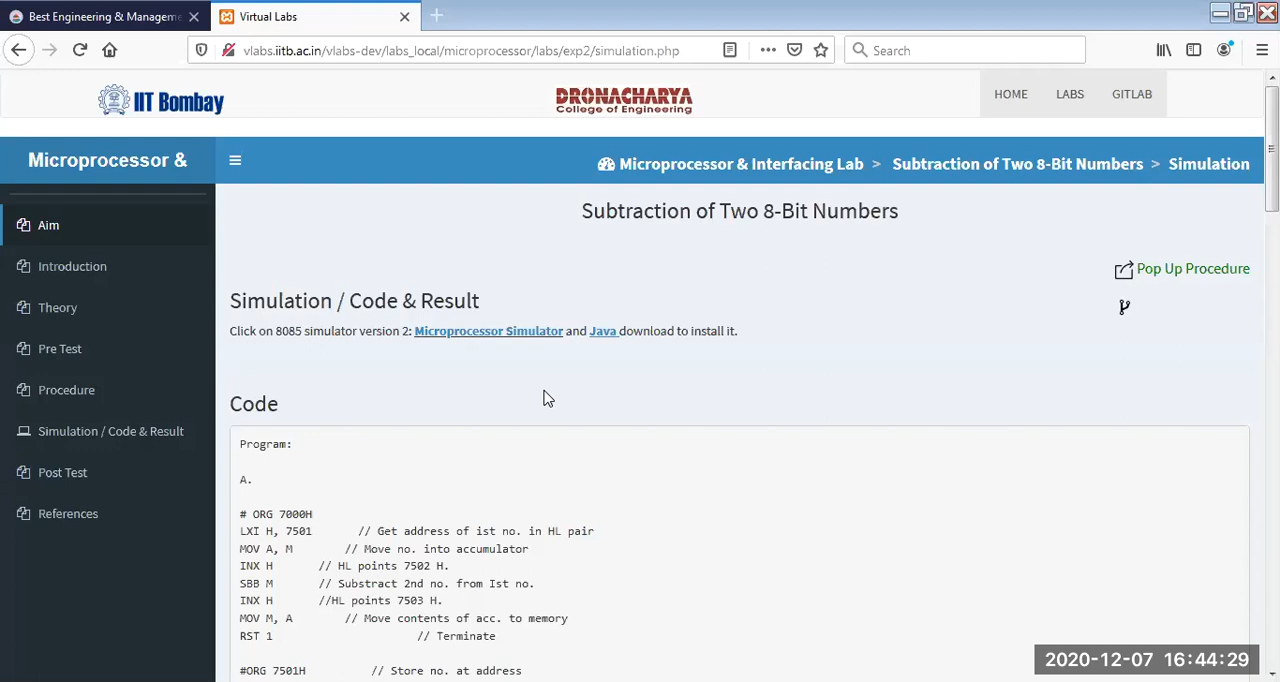 Best Engineering & Manageme
Virtual Labs
vlabs.iitb.ac.in/vlabs-dev/labs_local/microprocessor/labs/exp2/simulation.php
Search
IIT Bombay
DRONACHARYA
College of Engineering
HOME LABS GITLAB
Microprocessor &
Microprocessor & Interfacing Lab > Subtraction of Two 8-Bit Numbers > Simulation
Aim
Introduction
Theory
Pre Test
Procedure
Simulation / Code & Result
Post Test
References
Subtraction of Two 8-Bit Numbers
Pop Up Procedure
Simulation / Code & Result
Click on 8085 simulator version 2: Microprocessor Simulator and Java download to install it.
Code
Program:
A.
# ORG 7000H
LXI H, 7501 // Get address of ist no. in HL pair
MOV A, M // Move no. into accumulator
INX H // HL points 7502 H.
SBB M // Substract 2nd no. from Ist no.
INX H //HL points 7503 H.
MOV M, A // Move contents of acc. to memory
RST 1 // Terminate
#ORG 7501H // Store no. at address
2020-12-07 16:44:29